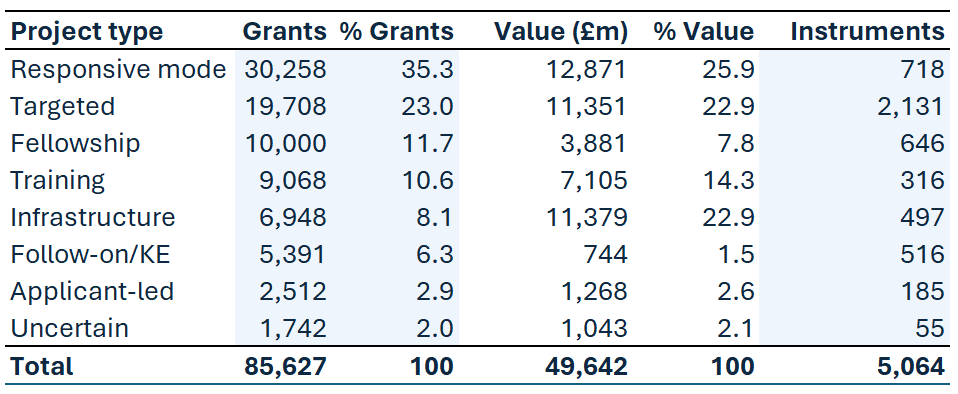 Project type Grants % Grants Value (£m) % Value Instruments
Responsive mode 30,258 35.3 12,871 25.9 718
Targeted 19,708 23.0 11,351 22.9 2,131
Fellowship 10,000 11.7 3,881 7.8 646
Training 9,068 10.6 7,105 14.3 316
Infrastructure 6,948 8.1 11,379 22.9 497
Follow-on/KE 5,391 6.3 744 1.5 516
Applicant-led 2,512 2.9 1,268 2.6 185
Uncertain 1,742 2.0 1,043 2.1 55
Total 85,627 100 49,642 100 5,064